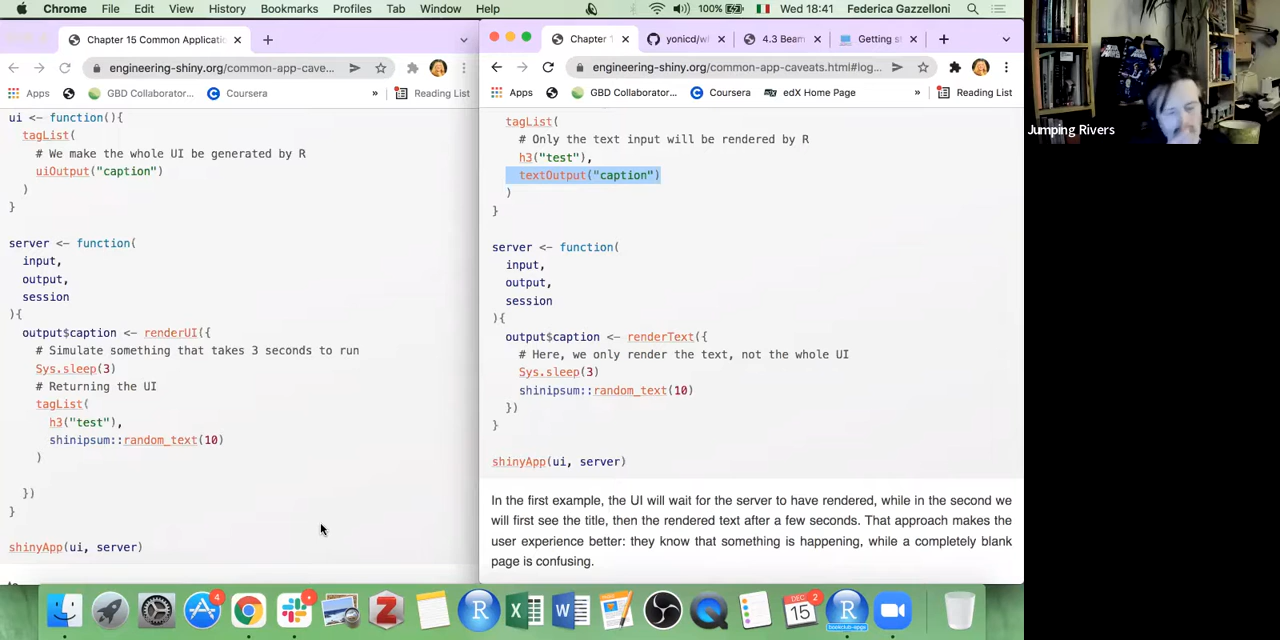 Chrome File Edit View History Bookmarks Profiles Tab Window Help 100% Wed 18:41 Federica Gazzelloni
Chapter 15 Common Applicati
engineering-shiny.org/common-app-cave...
Apps GBD Collaborator... Coursera » Reading List
ui <- function(){
tagList(
# We make the whole UI be generated by R
uiOutput("caption")
)
}
server <- function(
input,
output,
session
){
output$caption <- renderUI({
# Simulate something that takes 3 seconds to run
Sys.sleep(3)
# Returning the UI
tagList(
h3("test"),
shinipsum::random_text(10)
)
})
}
shinyApp(ui, server)
Chapter 1 yonicd/w 4.3 Beam Getting s
engineering-shiny.org/common-app-caveats.html#log...
Apps GBD Collaborator... Coursera edX Home Page » Reading List
tagList(
# Only the text input will be rendered by R
h3("test"),
textOutput("caption")
)
}
server <- function(
input,
output,
session
){
output$caption <- renderText({
# Here, we only render the text, not the whole UI
Sys.sleep(3)
shinipsum::random_text(10)
})
}
shinyApp(ui, server)
In the first example, the UI will wait for the server to have rendered, while in the second we
will first see the title, then the rendered text after a few seconds. That approach makes the
user experience better: they know that something is happening, while a completely blank
page is confusing.
Jumping Rivers
4
DEC
15
2